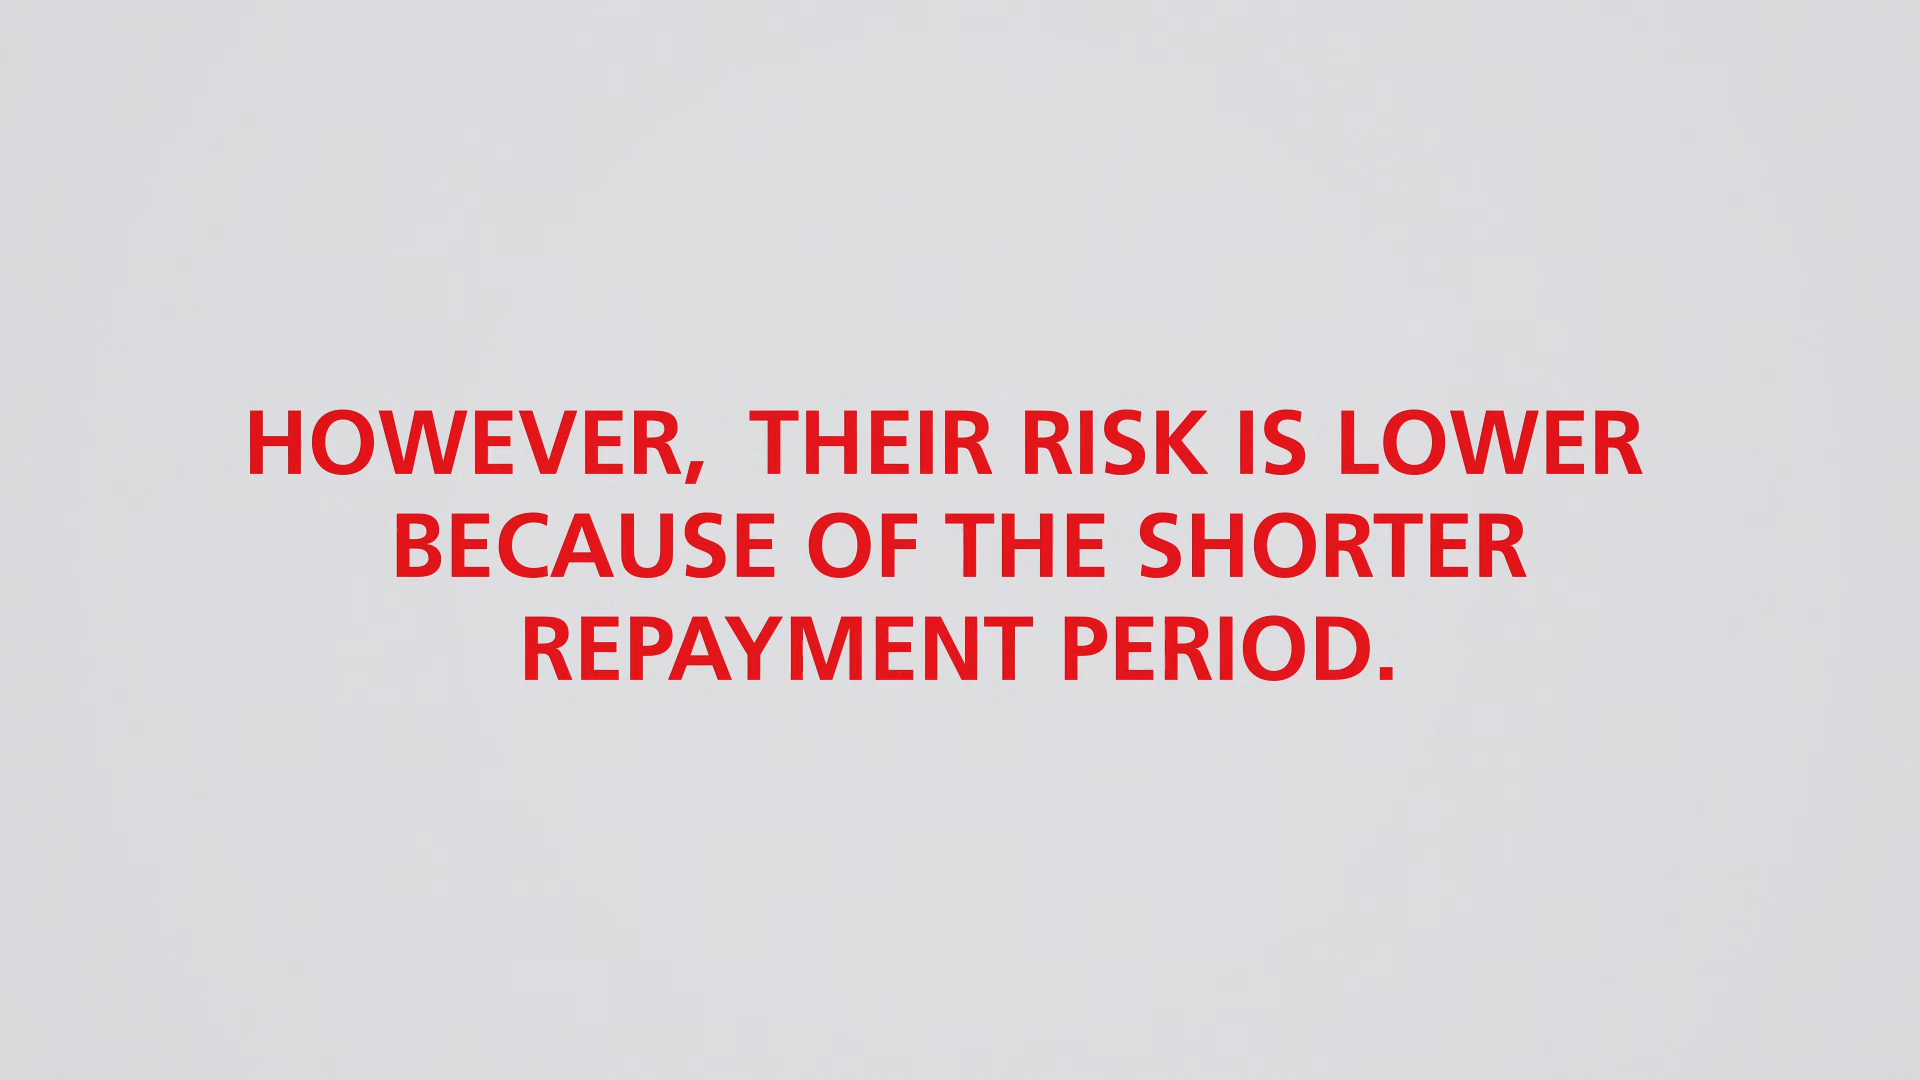 HOWEVER, THEIR RISK IS LOWER
BECAUSE OF THE SHORTER
REPAYMENT PERIOD.